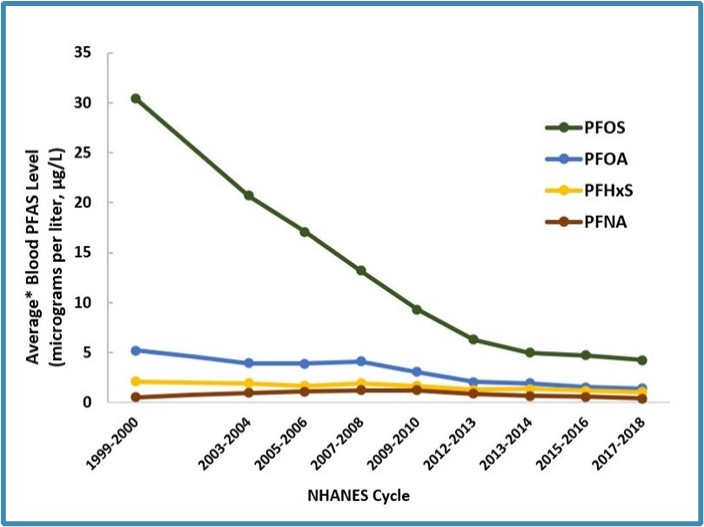 35
30
25
20
15
10
5
0
Average* Blood PFAS Level
(micrograms per liter, µg/L)
PFOS
PFOA
PFHxS
PFNA
1999-2000
2003-2004
2005-2006
2007-2008
2009-2010
2012-2013
2013-2014
2015-2016
2017-2018
NHANES Cycle